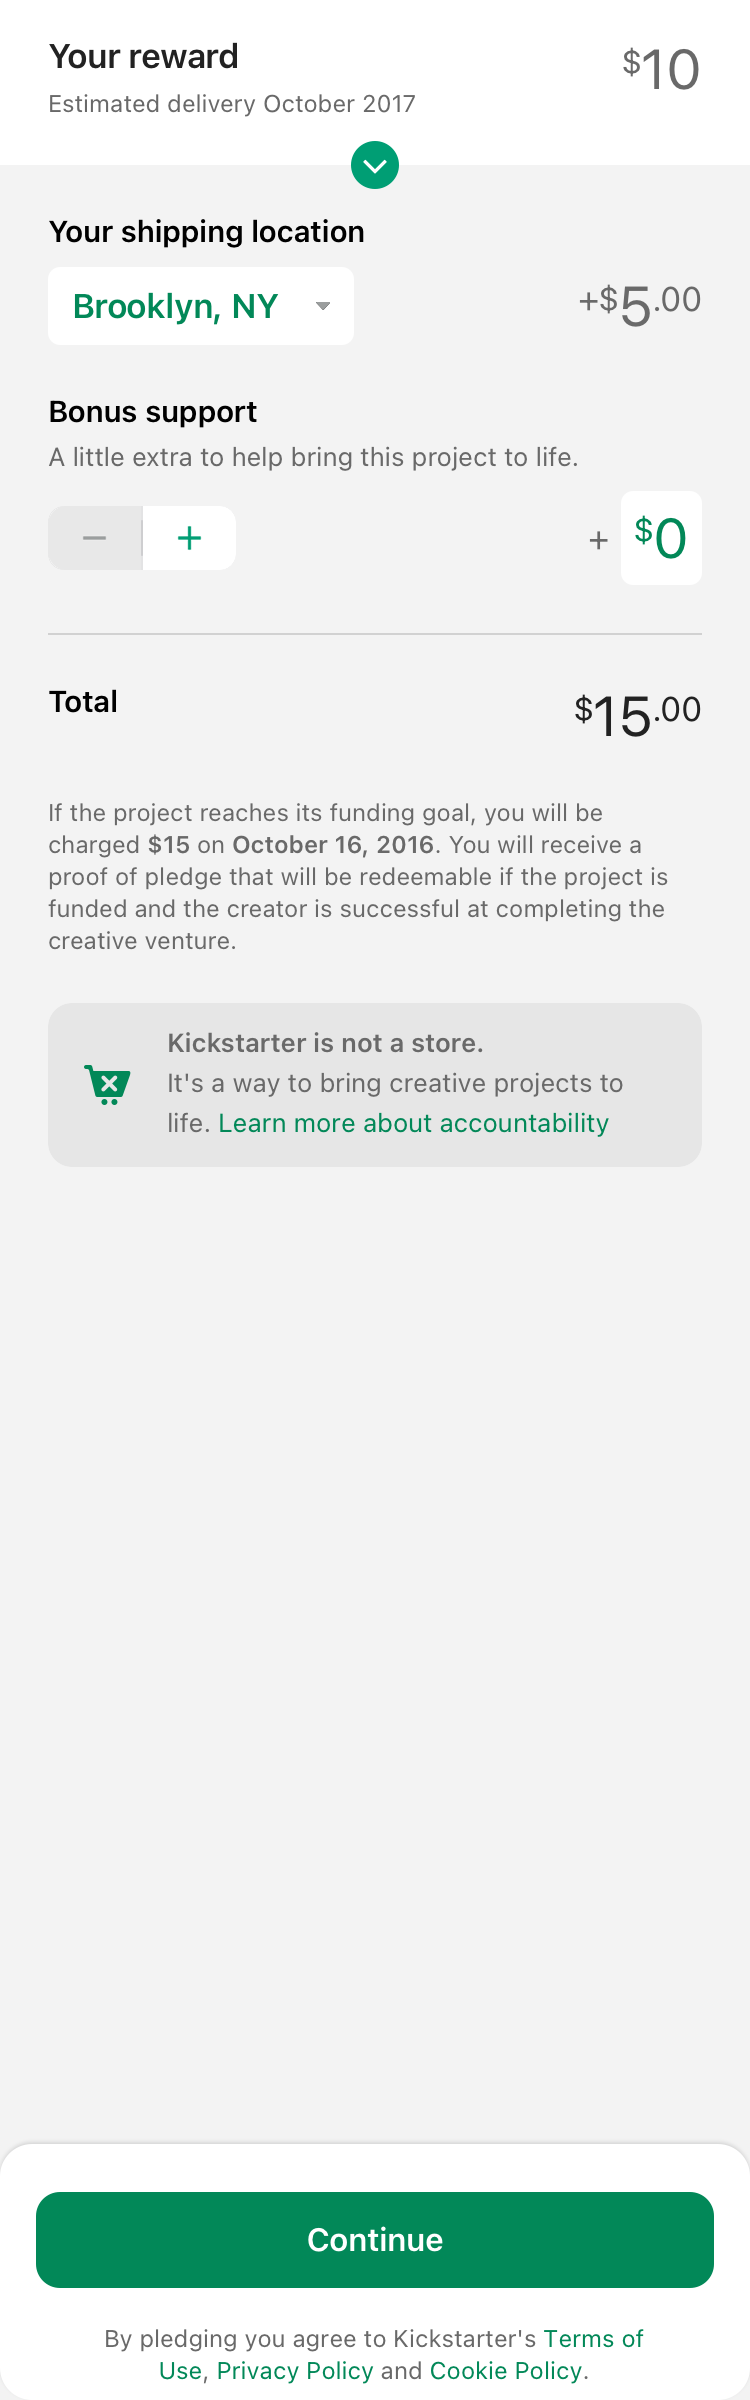 Your reward
$10
Estimated delivery October 2017
Your shipping location
Brooklyn, NY
+$5.00
Bonus support
A little extra to help bring this project to life.
− +
+ $0
Total
$15.00
If the project reaches its funding goal, you will be
charged $15 on October 16, 2016. You will receive a
proof of pledge that will be redeemable if the project is
funded and the creator is successful at completing the
creative venture.
Kickstarter is not a store.
It's a way to bring creative projects to
life. Learn more about accountability
Continue
By pledging you agree to Kickstarter's Terms of
Use, Privacy Policy and Cookie Policy.